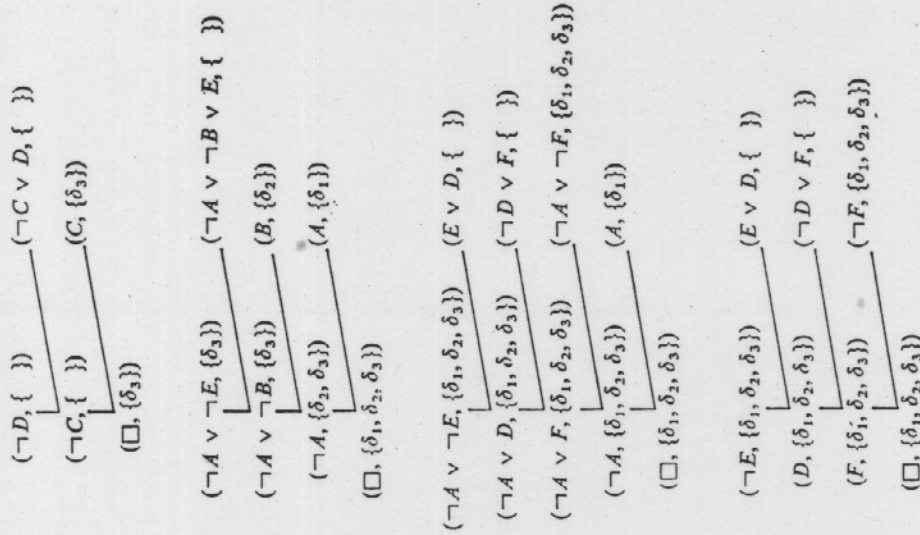 (¬D, { }) (¬C ∨ D, { })
(¬C, { }) (C, {δ₃})
(□, {δ₃})
(¬A ∨ ¬E, {δ₃}) (¬A ∨ ¬B ∨ E, { })
(¬A ∨ ¬B, {δ₃}) (B, {δ₂})
(¬A, {δ₂, δ₃}) (A, {δ₁})
(□, {δ₁, δ₂, δ₃})
(¬A ∨ ¬E, {δ₁, δ₂, δ₃}) (E ∨ D, { })
(¬A ∨ D, {δ₁, δ₂, δ₃}) (¬D ∨ F, { })
(¬A ∨ F, {δ₁, δ₂, δ₃}) (¬A ∨ ¬F, {δ₁, δ₂, δ₃})
(¬A, {δ₁, δ₂, δ₃}) (A, {δ₁})
(□, {δ₁, δ₂, δ₃})
(¬E, {δ₁, δ₂, δ₃}) (E ∨ D, { })
(D, {δ₁, δ₂, δ₃}) (¬D ∨ F, { })
(F, {δ₁, δ₂, δ₃}) (¬F, {δ₁, δ₂, δ₃})
(□, {δ₁, δ₂, δ₃})